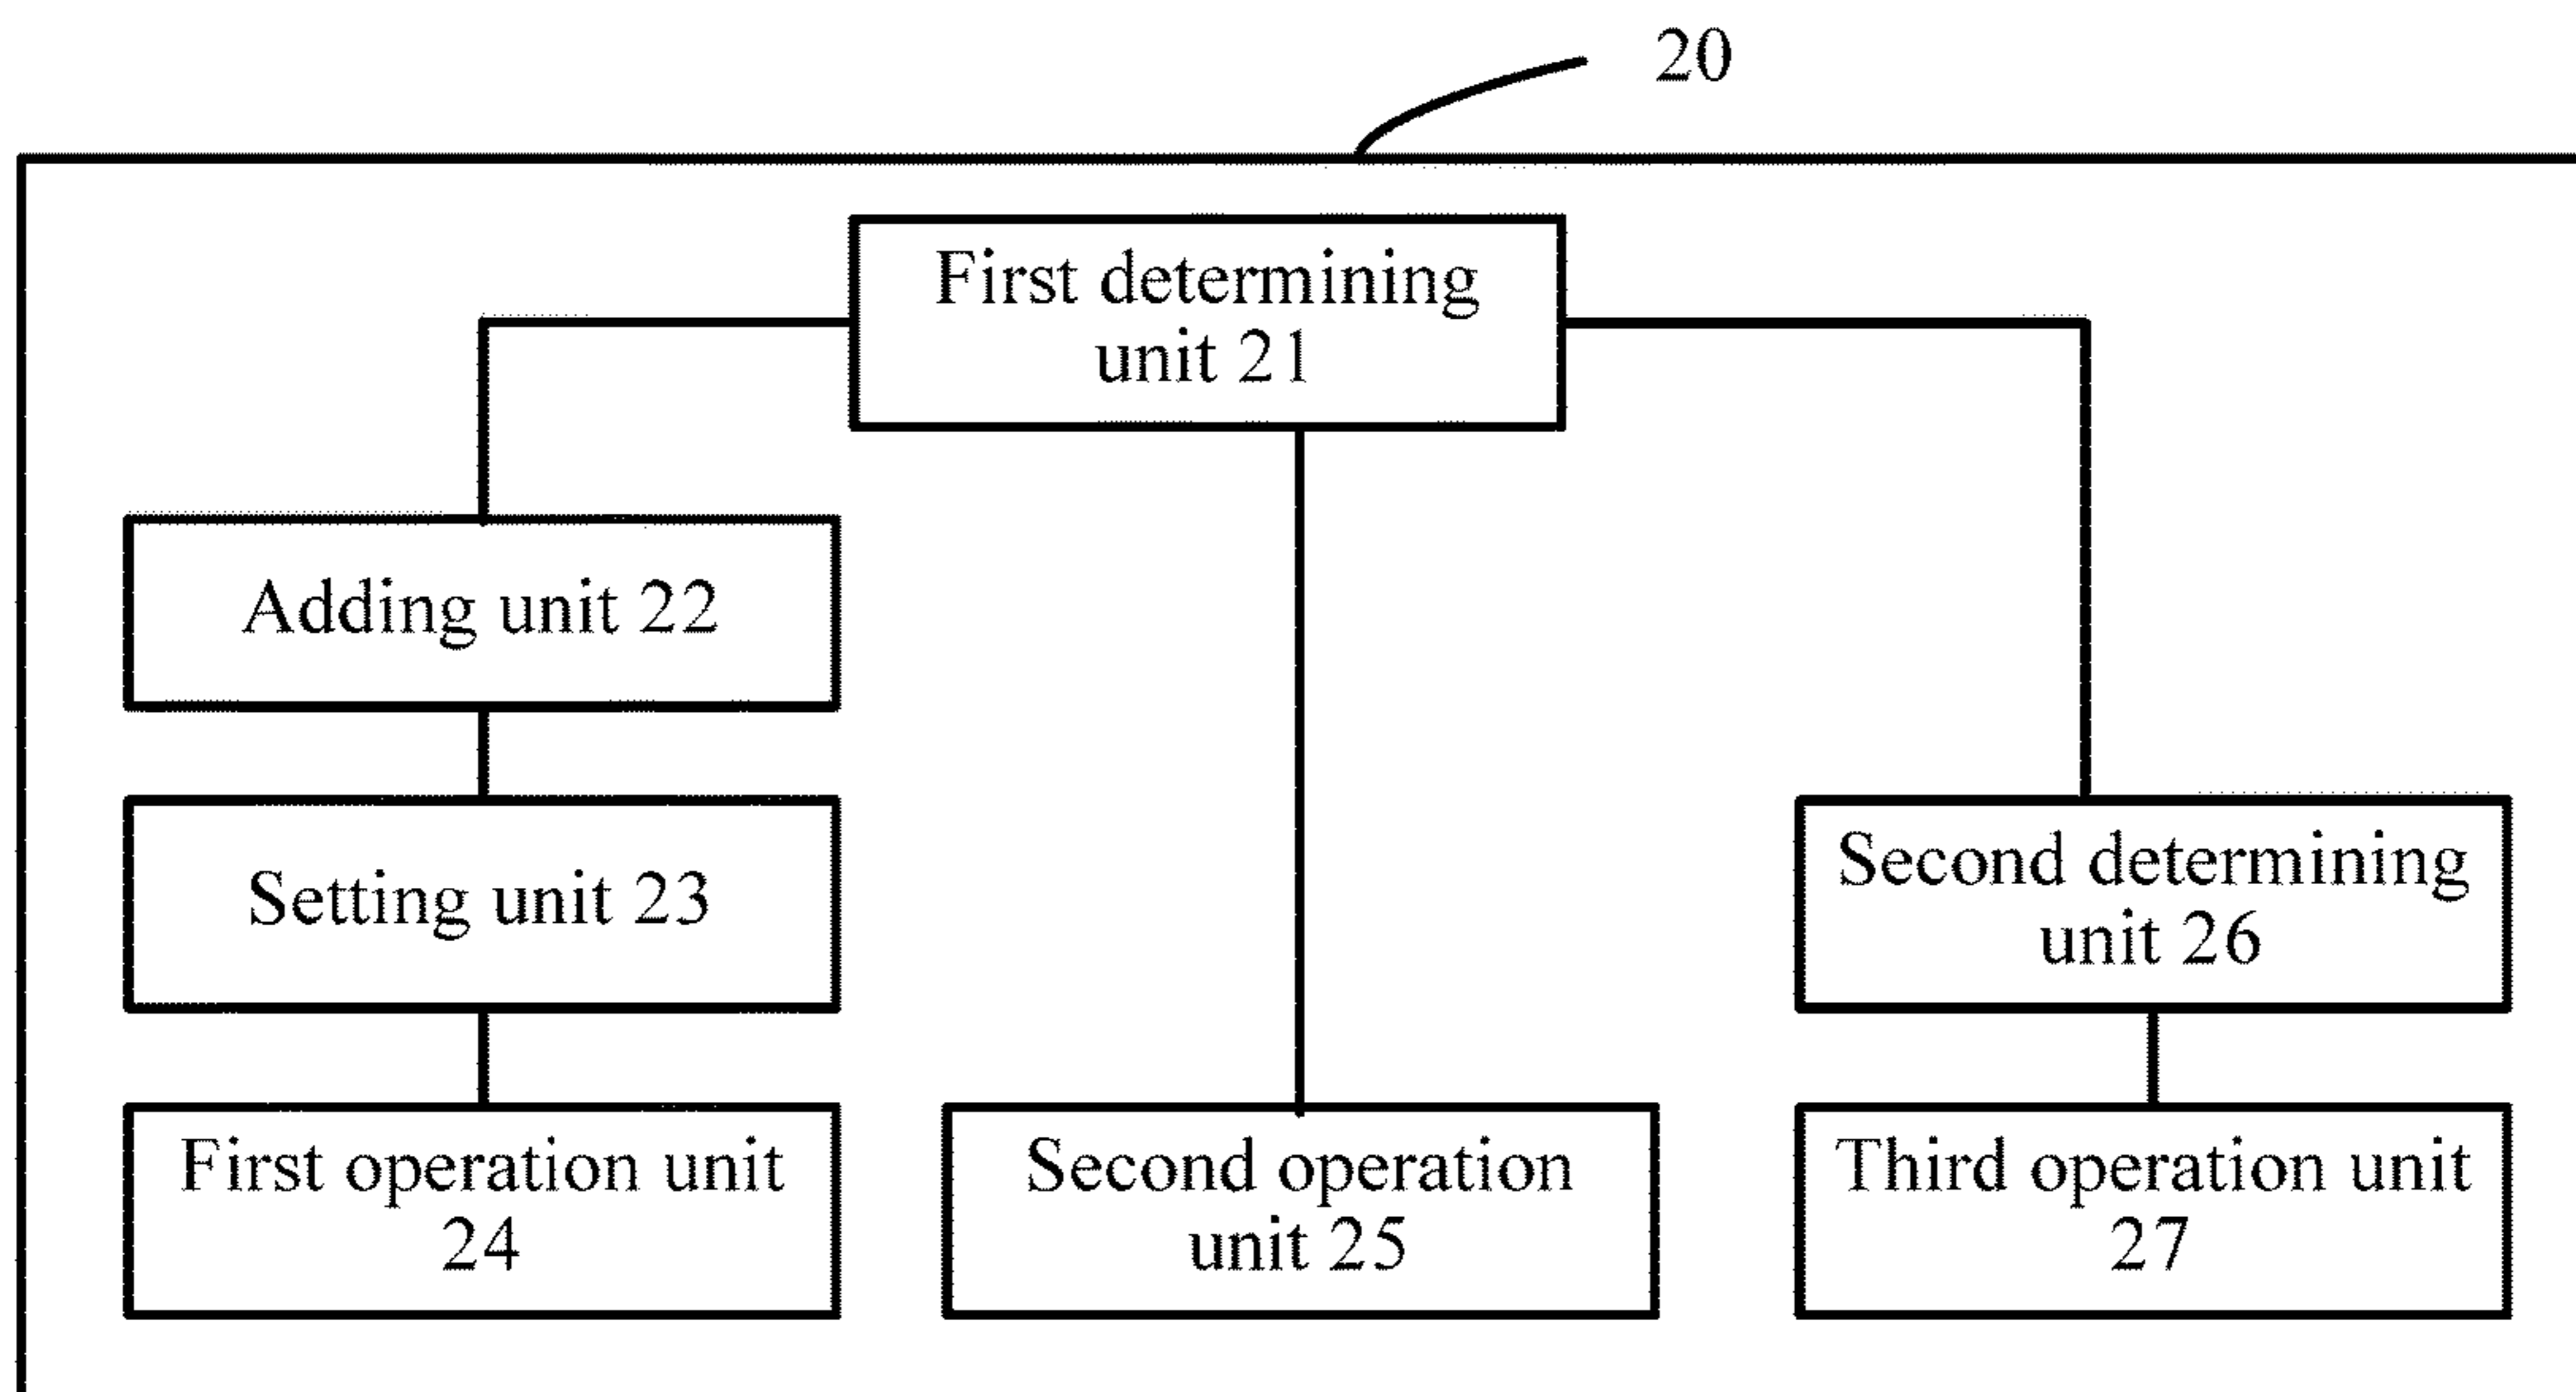 20
First determining
unit 21
Adding unit 22
Setting unit 23
Second determining
unit 26
First operation unit
24
Second operation
unit 25
Third operation unit
27